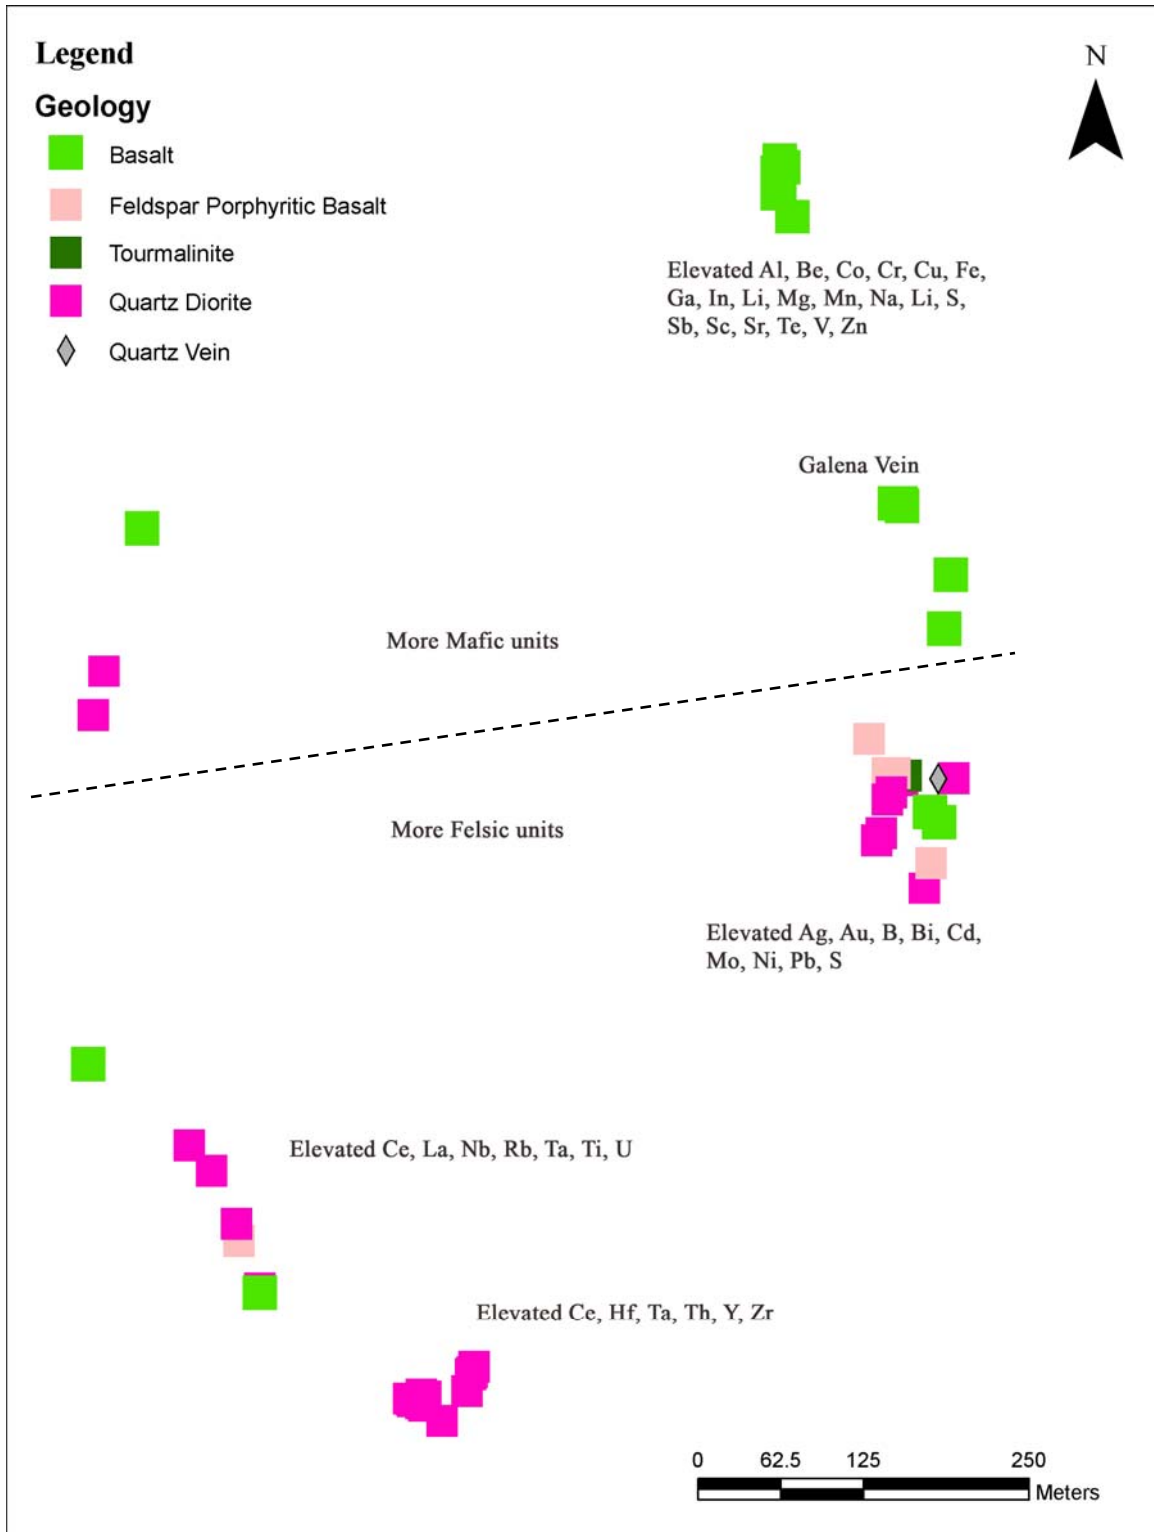 Legend
N
Geology
Basalt
Feldspar Porphyritic Basalt
Tourmalinite
Quartz Diorite
Quartz Vein
Elevated Al, Be, Co, Cr, Cu, Fe,
Ga, In, Li, Mg, Mn, Na, Li, S,
Sb, Sc, Sr, Te, V, Zn
Galena Vein
More Mafic units
More Felsic units
Elevated Ag, Au, B, Bi, Cd,
Mo, Ni, Pb, S
Elevated Ce, La, Nb, Rb, Ta, Ti, U
Elevated Ce, Hf, Ta, Th, Y, Zr
0 62.5 125 250
Meters